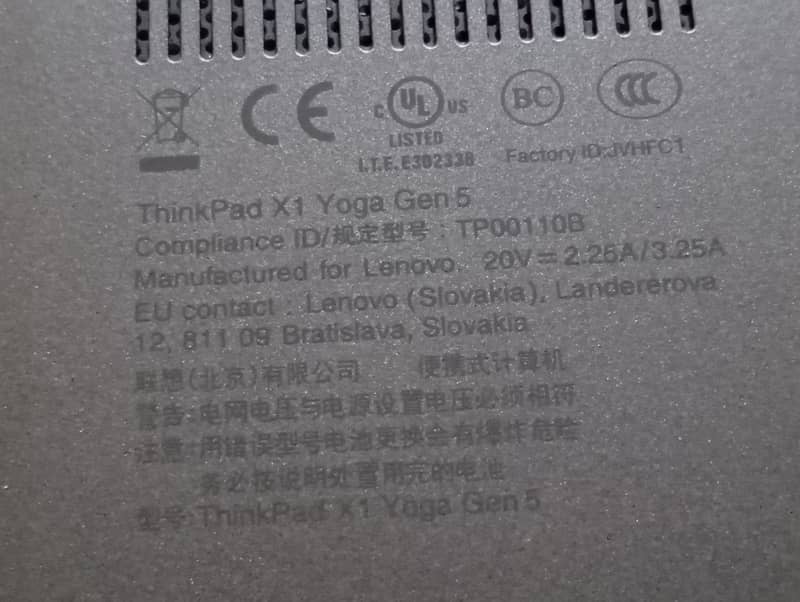 CE
C UL US
LISTED
I.T.E. E302338
BC
CCC
Factory ID:JVHFC1
ThinkPad X1 Yoga Gen 5
Compliance ID/规定型号：TP00110B
Manufactured for Lenovo. 20V⎓2.25A/3.25A
EU contact : Lenovo (Slovakia), Landererova
12, 811 09 Bratislava, Slovakia
联想(北京)有限公司 便携式计算机
警告:电网电压与电源设置电压必须相符
注意:用错误型号电池更换会有爆炸危险
务必按说明处置用完的电池
型号:ThinkPad X1 Yoga Gen 5